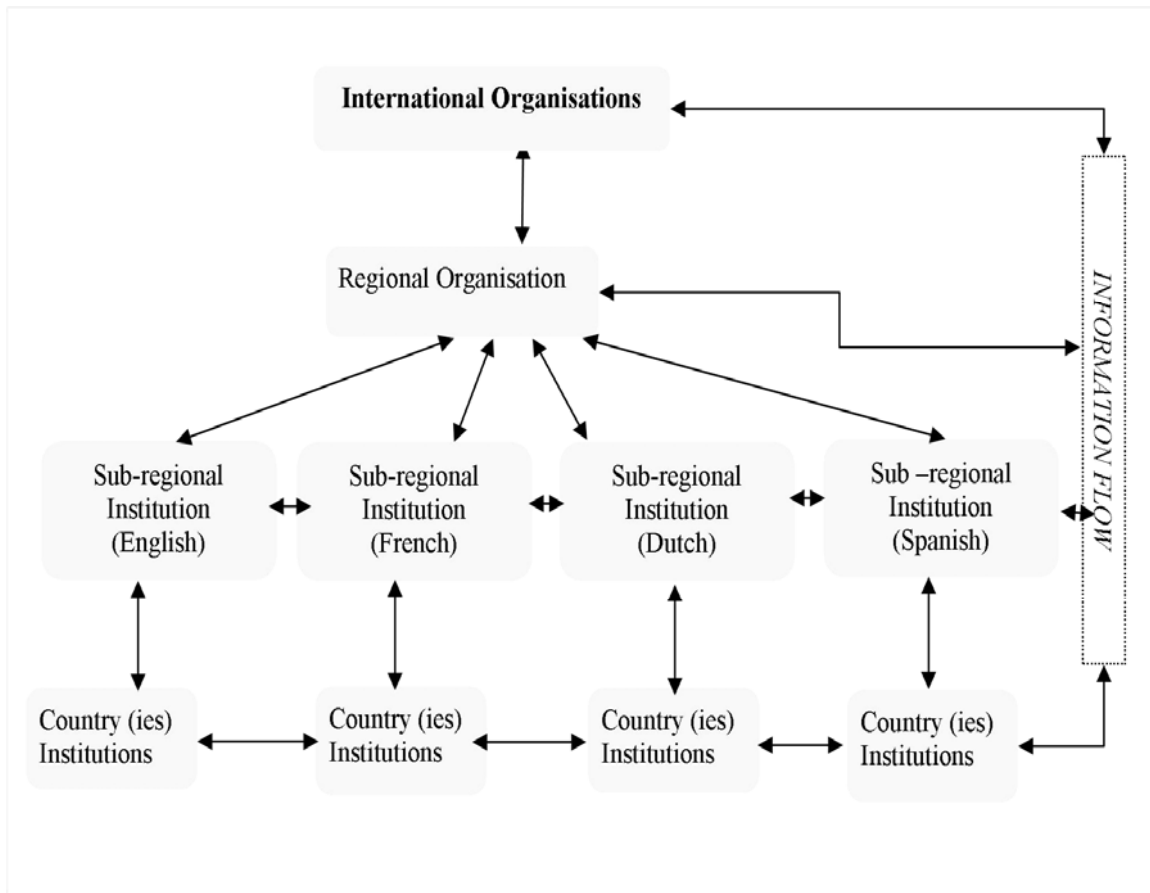 International Organisations
Regional Organisation
Sub-regional
Institution
(English)
Sub-regional
Institution
(French)
Sub-regional
Institution
(Dutch)
Sub –regional
Institution
(Spanish)
Country (ies)
Institutions
Country (ies)
Institutions
Country (ies)
Institutions
Country (ies)
Institutions
INFORMATION FLOW